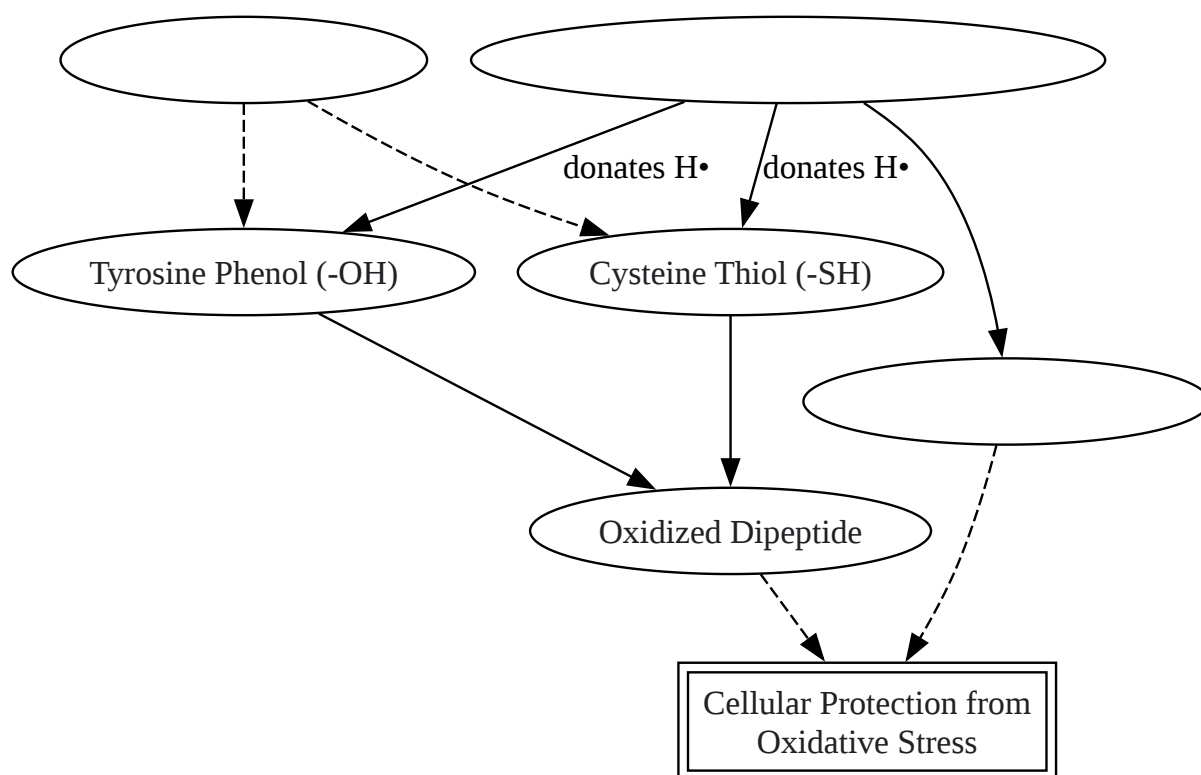 donates H•
donates H•
Tyrosine Phenol (-OH)
Cysteine Thiol (-SH)
Oxidized Dipeptide
Cellular Protection from
Oxidative Stress